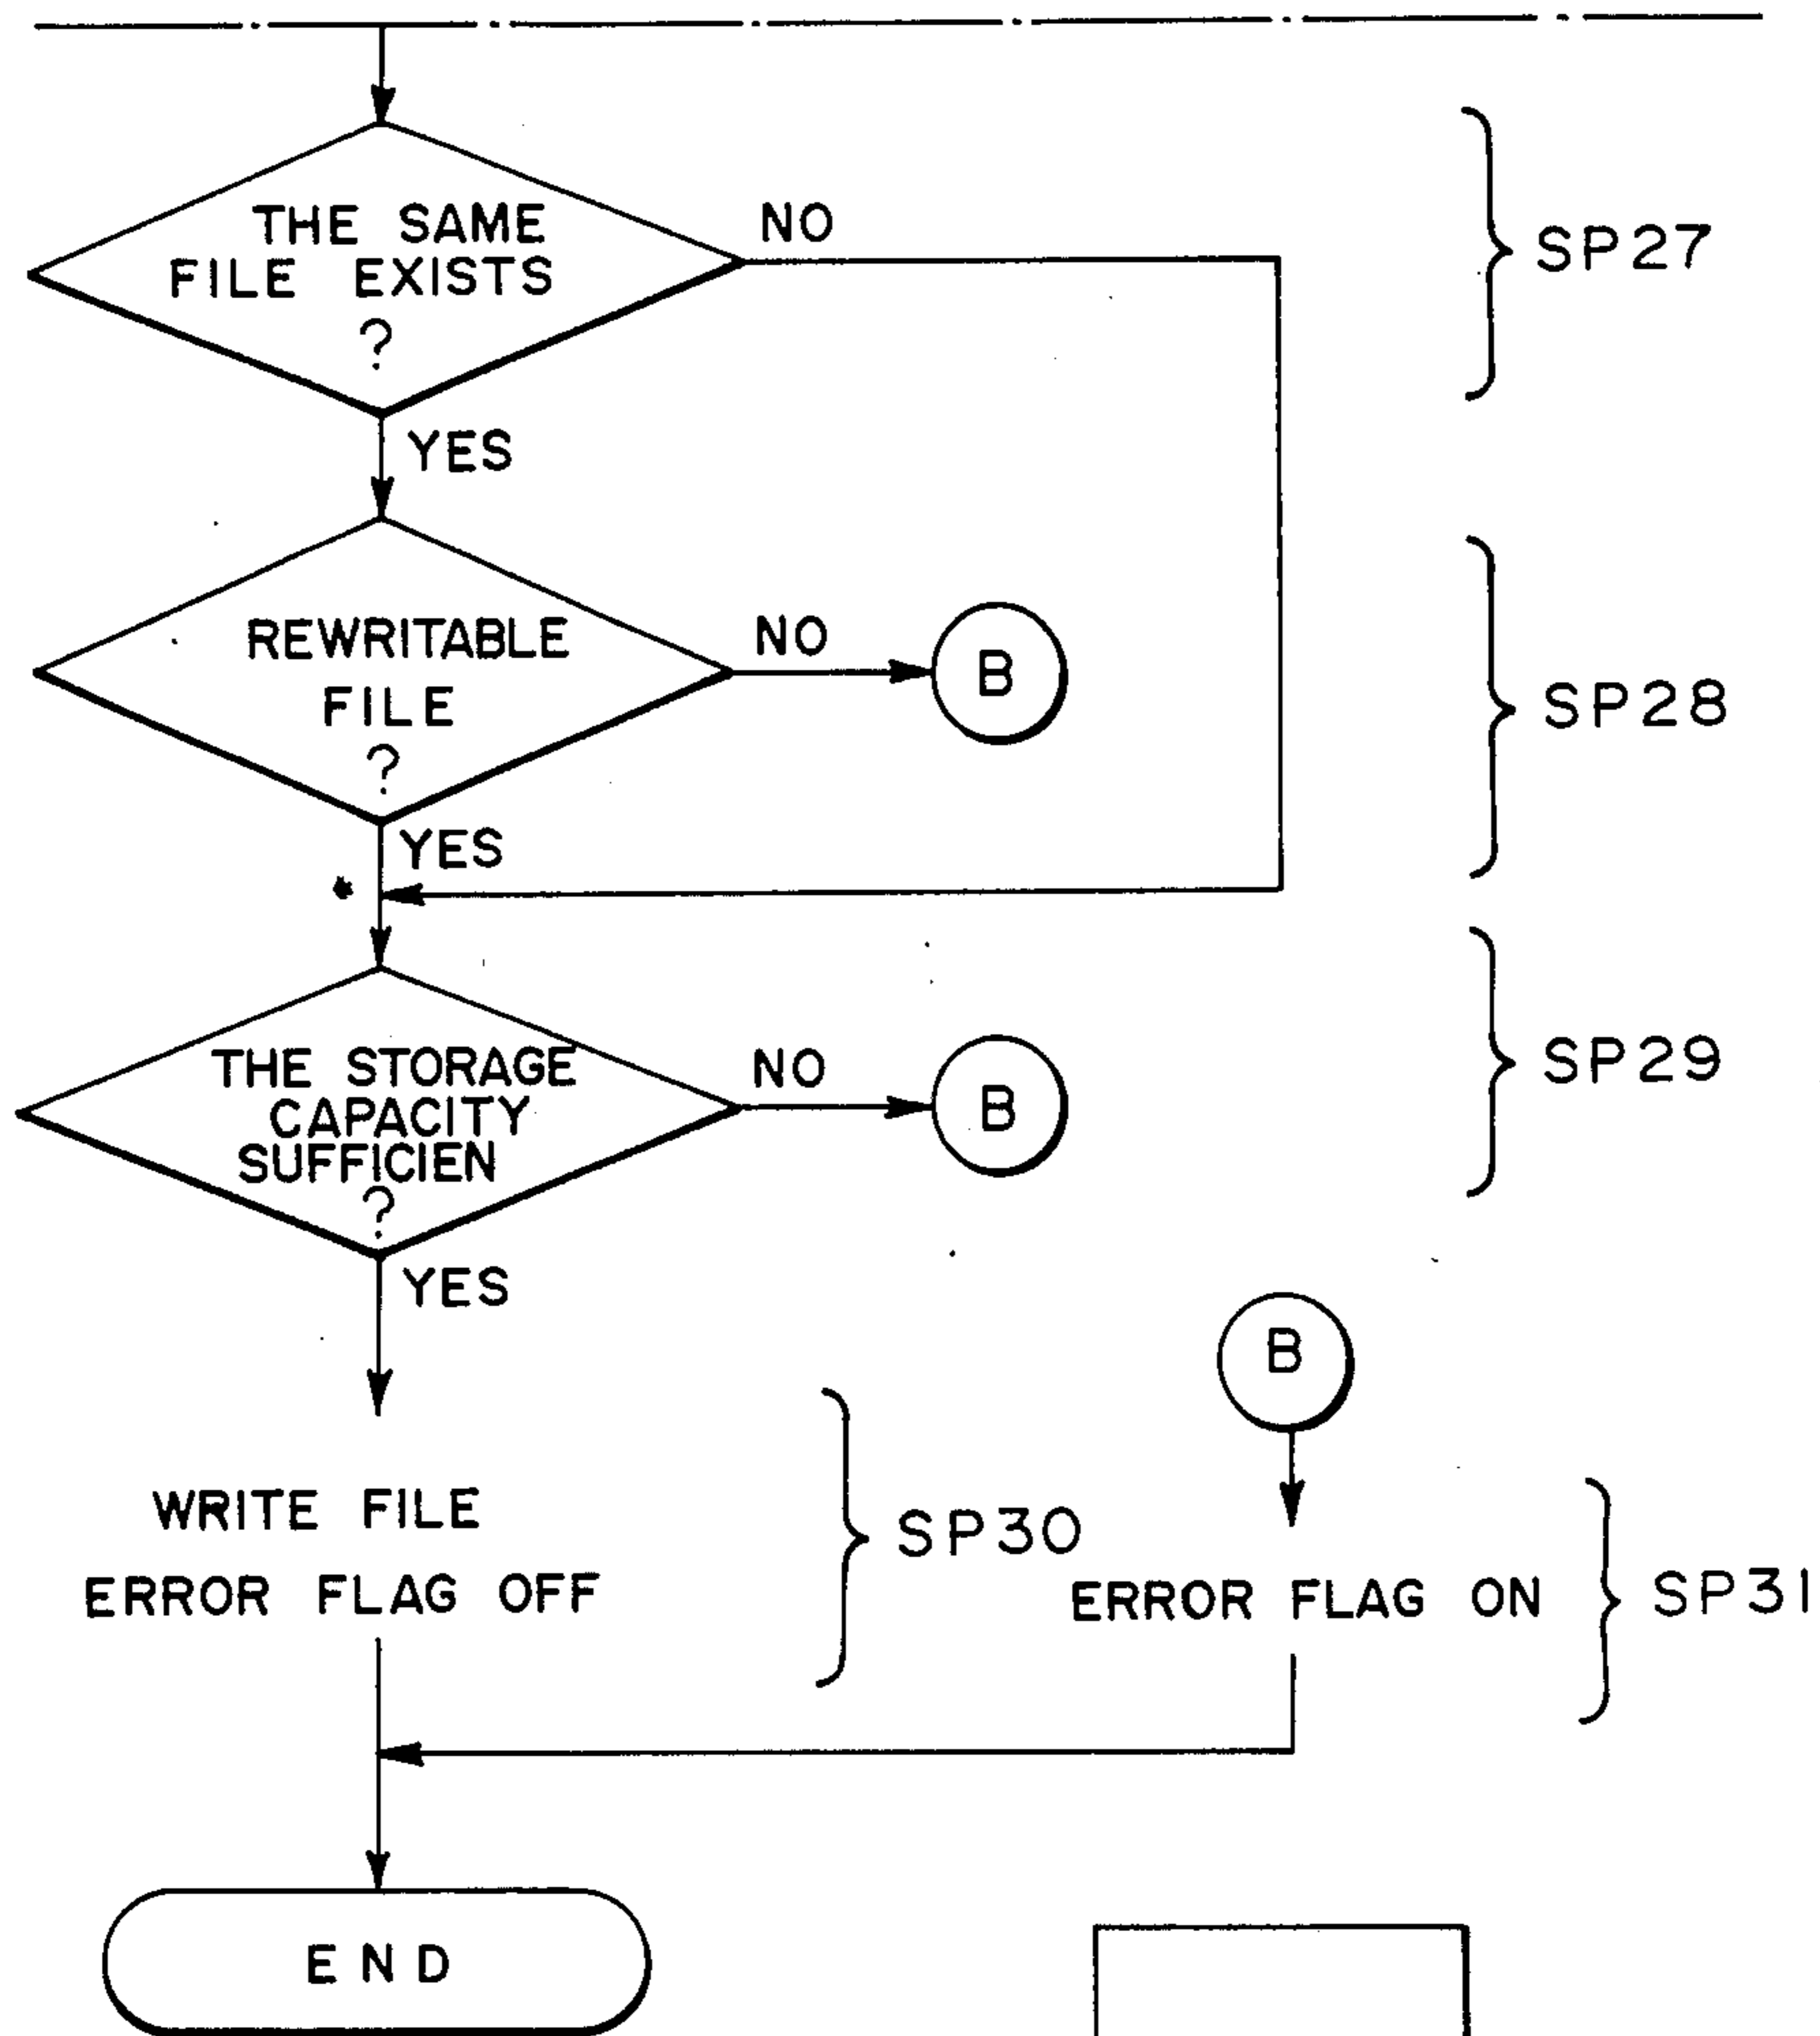 THE SAME
FILE EXISTS
?
NO
SP27
YES
REWRITABLE
FILE
?
NO
B
SP28
YES
THE STORAGE
CAPACITY
SUFFICIEN
?
NO
B
SP29
YES
B
WRITE FILE
ERROR FLAG OFF
SP30
ERROR FLAG ON
SP31
END